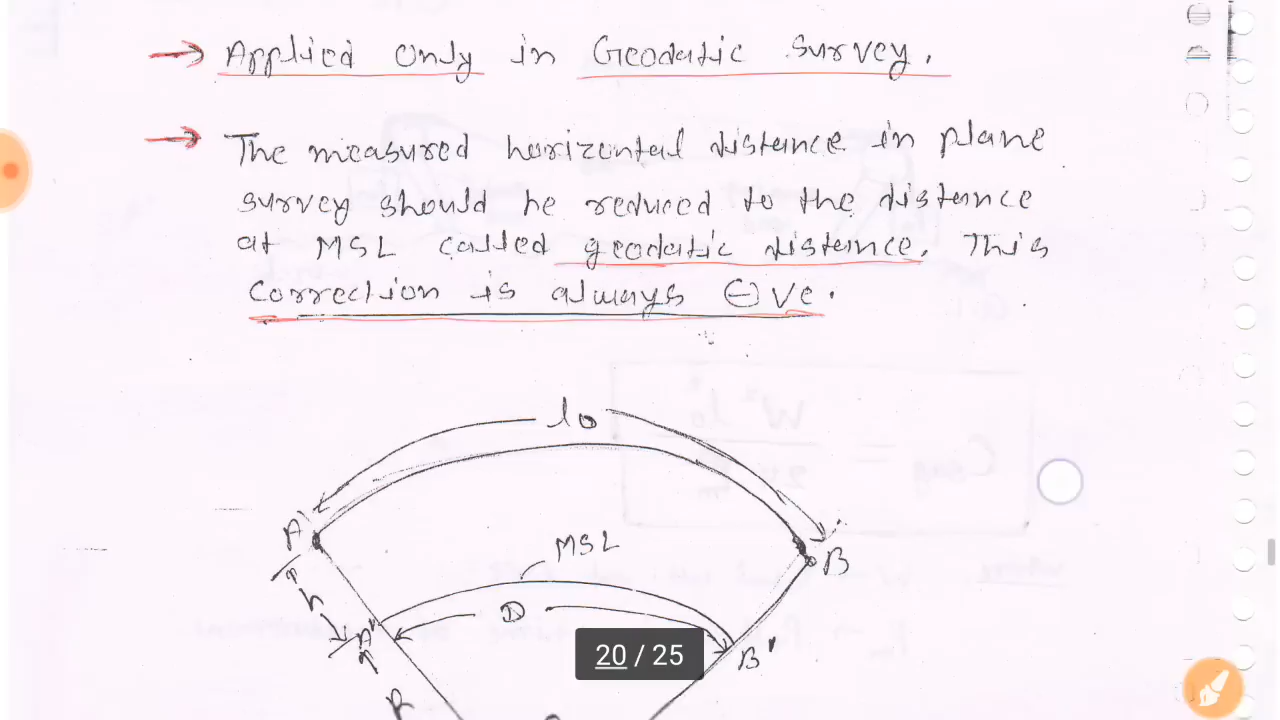 → Applied Only in Geodatic Survey.
→ The measured horizontal distance in plane
survey should be reduced to the distance
at MSL called geodatic distance. This
correction is always ⊖ve.
l0
A
B
MSL
h
D
A'
B'
R
20 / 25